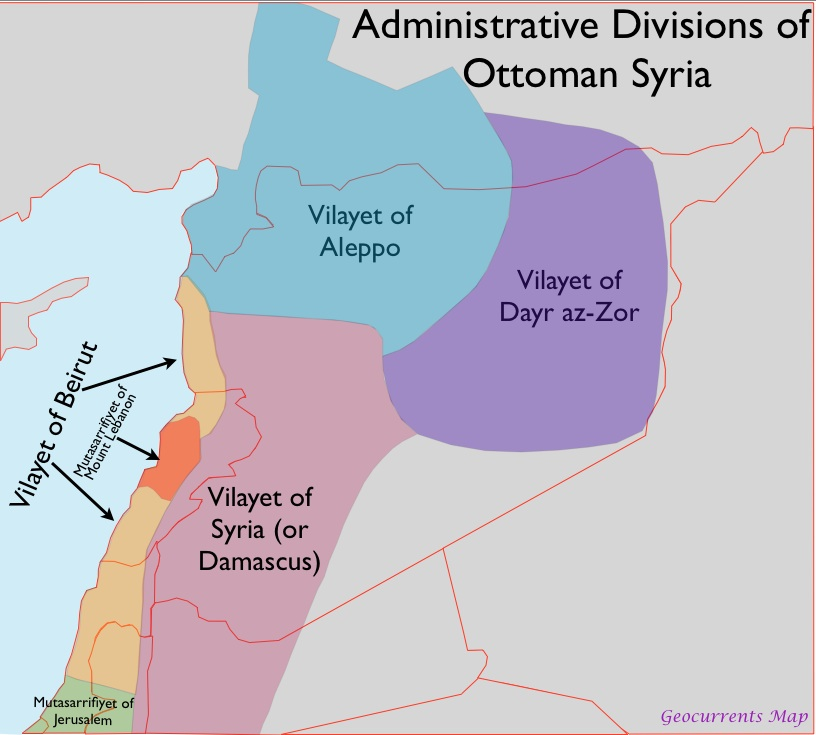 Administrative Divisions of
Ottoman Syria
Vilayet of
Aleppo
Vilayet of
Dayr az-Zor
Vilayet of Beirut
Mutasarrifiyet of
Mount Lebanon
Vilayet of
Syria (or
Damascus)
Mutasarrifiyet of
Jerusalem
Geocurrents Map